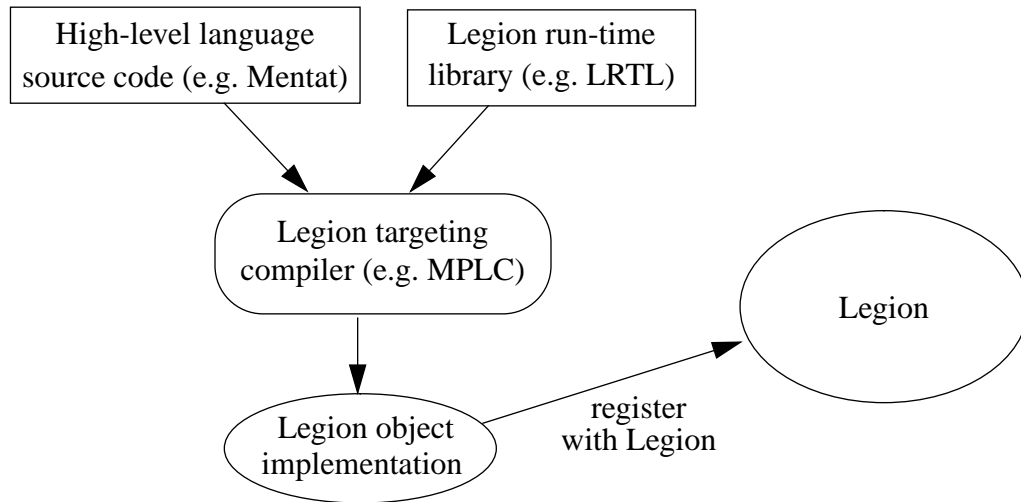 High-level language
source code (e.g. Mentat)
Legion run-time
library (e.g. LRTL)
Legion targeting
compiler (e.g. MPLC)
Legion
register
with Legion
Legion object
implementation